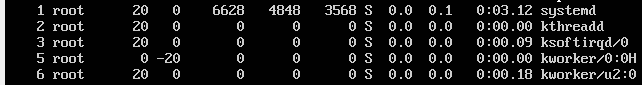 1 root 20 0 6628 4848 3568 S 0.0 0.1 0:03.12 systemd
2 root 20 0 0 0 0 S 0.0 0.0 0:00.00 kthreadd
3 root 20 0 0 0 0 S 0.0 0.0 0:00.09 ksoftirqd/0
5 root 0 -20 0 0 0 S 0.0 0.0 0:00.00 kworker/0:0H
6 root 20 0 0 0 0 S 0.0 0.0 0:00.18 kworker/u2:0